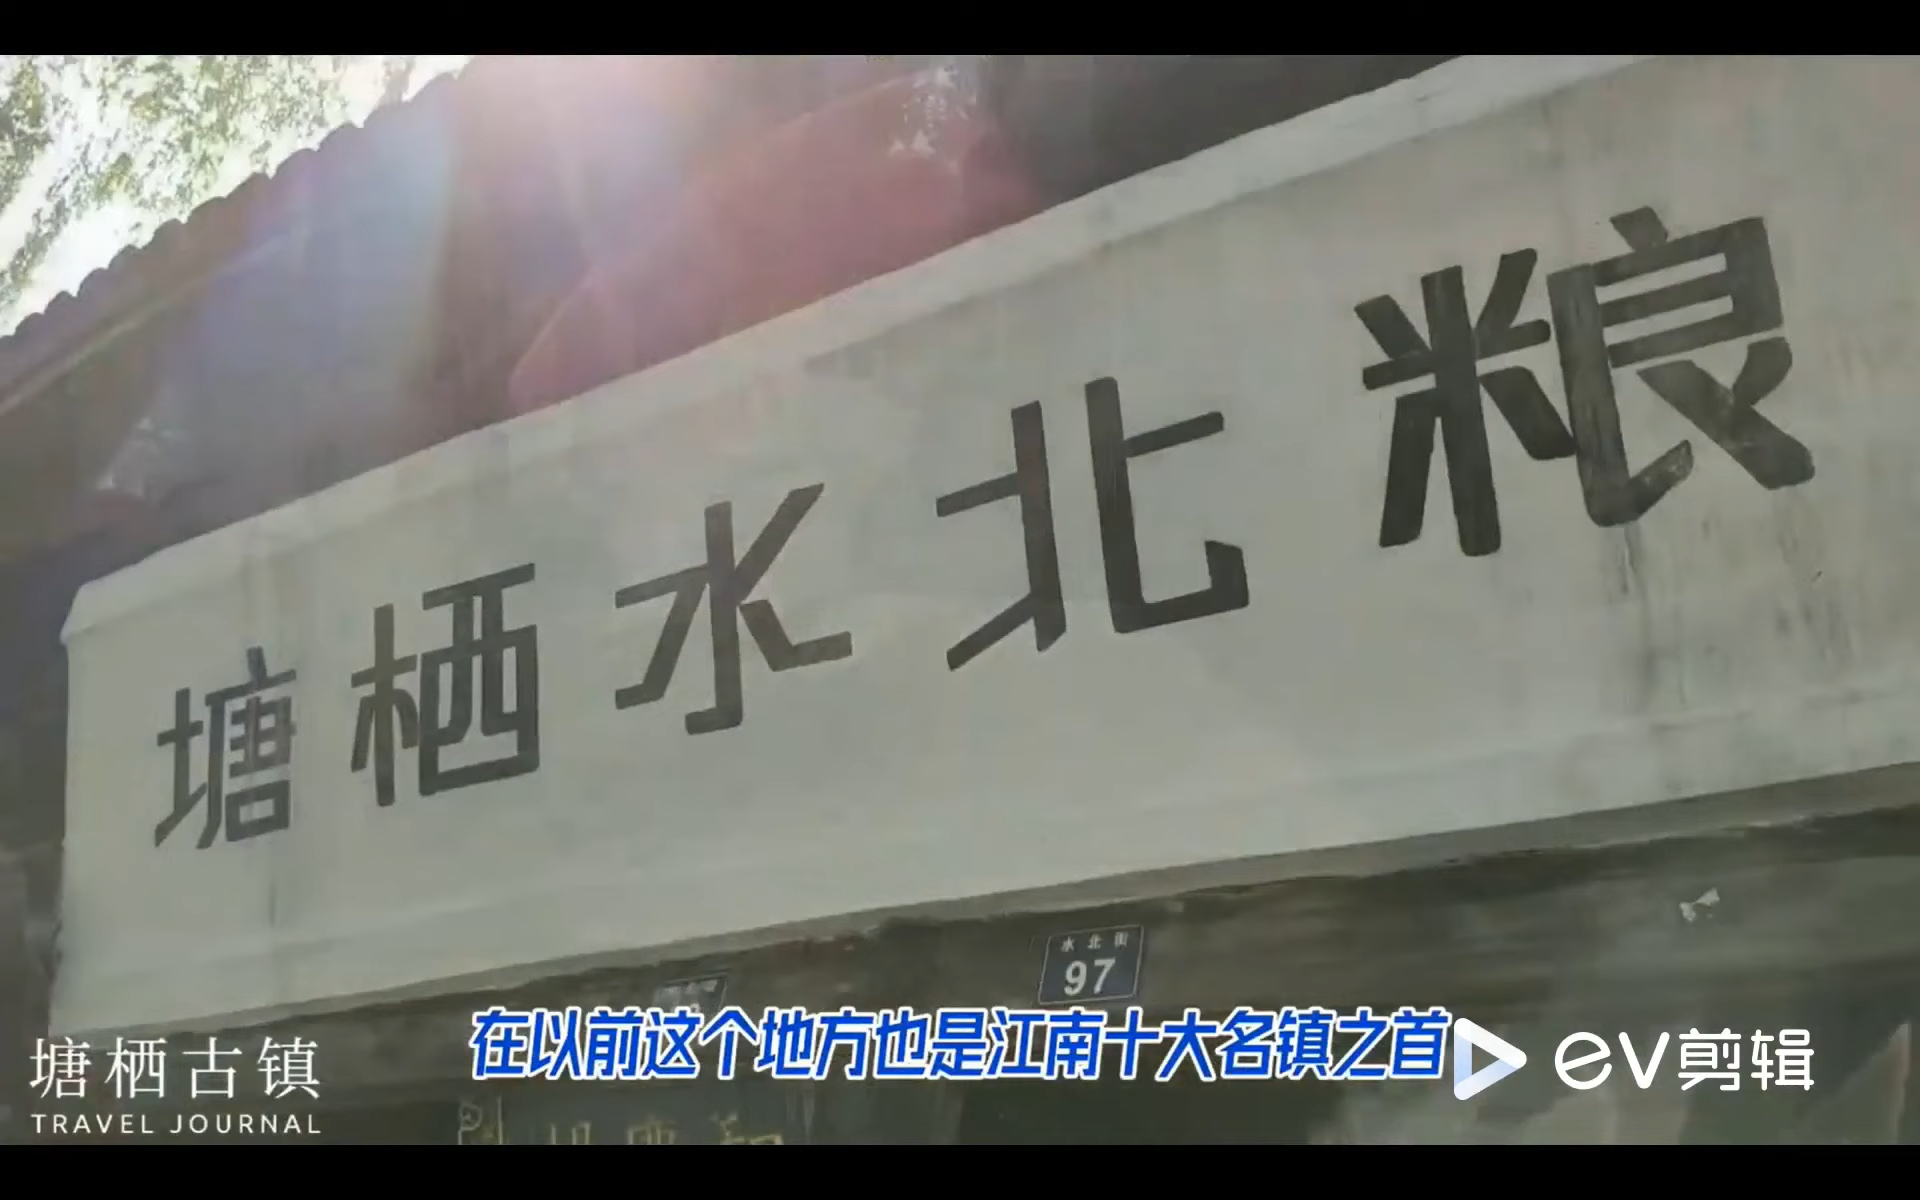 塘栖水北粮
水北街
97
在以前这个地方也是江南十大名镇之首
塘栖古镇
TRAVEL JOURNAL
ev剪辑